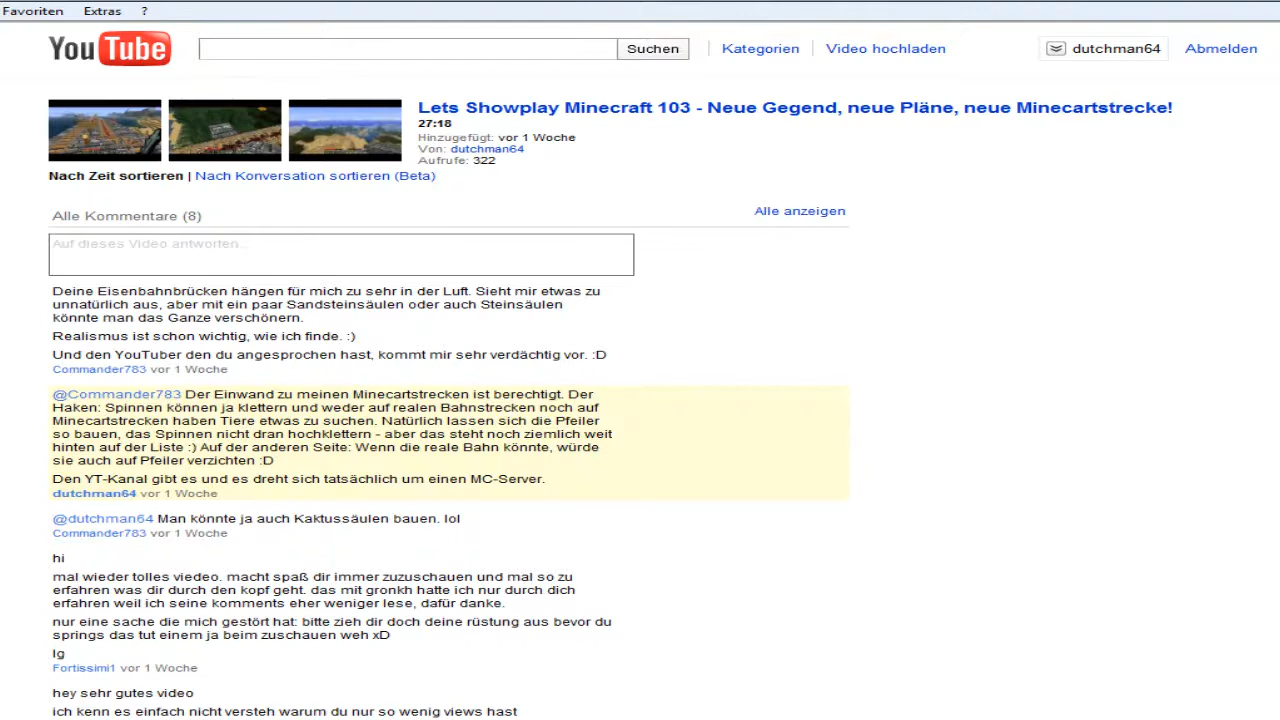 Favoriten Extras ?
YouTube Suchen Kategorien Video hochladen dutchman64 Abmelden
Lets Showplay Minecraft 103 - Neue Gegend, neue Pläne, neue Minecartstrecke!
27:18
Hinzugefügt: vor 1 Woche
Von: dutchman64
Aufrufe: 322
Nach Zeit sortieren | Nach Konversation sortieren (Beta)
Alle Kommentare (8) Alle anzeigen
Auf dieses Video antworten...
Deine Eisenbahnbrücken hängen für mich zu sehr in der Luft. Sieht mir etwas zu
unnatürlich aus, aber mit ein paar Sandsteinsäulen oder auch Steinsäulen
könnte man das Ganze verschönern.
Realismus ist schon wichtig, wie ich finde. :)
Und den YouTuber den du angesprochen hast, kommt mir sehr verdächtig vor. :D
Commander783 vor 1 Woche
@Commander783 Der Einwand zu meinen Minecartstrecken ist berechtigt. Der
Haken: Spinnen können ja klettern und weder auf realen Bahnstrecken noch auf
Minecartstrecken haben Tiere etwas zu suchen. Natürlich lassen sich die Pfeiler
so bauen, das Spinnen nicht dran hochklettern - aber das steht noch ziemlich weit
hinten auf der Liste :) Auf der anderen Seite: Wenn die reale Bahn könnte, würde
sie auch auf Pfeiler verzichten :D
Den YT-Kanal gibt es und es dreht sich tatsächlich um einen MC-Server.
dutchman64 vor 1 Woche
@dutchman64 Man könnte ja auch Kaktussäulen bauen. lol
Commander783 vor 1 Woche
hi
mal wieder tolles viedeo. macht spaß dir immer zuzuschauen und mal so zu
erfahren was dir durch den kopf geht. das mit gronkh hatte ich nur durch dich
erfahren weil ich seine komments eher weniger lese, dafür danke.
nur eine sache die mich gestört hat: bitte zieh dir doch deine rüstung aus bevor du
springs das tut einem ja beim zuschauen weh xD
lg
Fortissimi1 vor 1 Woche
hey sehr gutes video
ich kenn es einfach nicht versteh warum du nur so wenig views hast